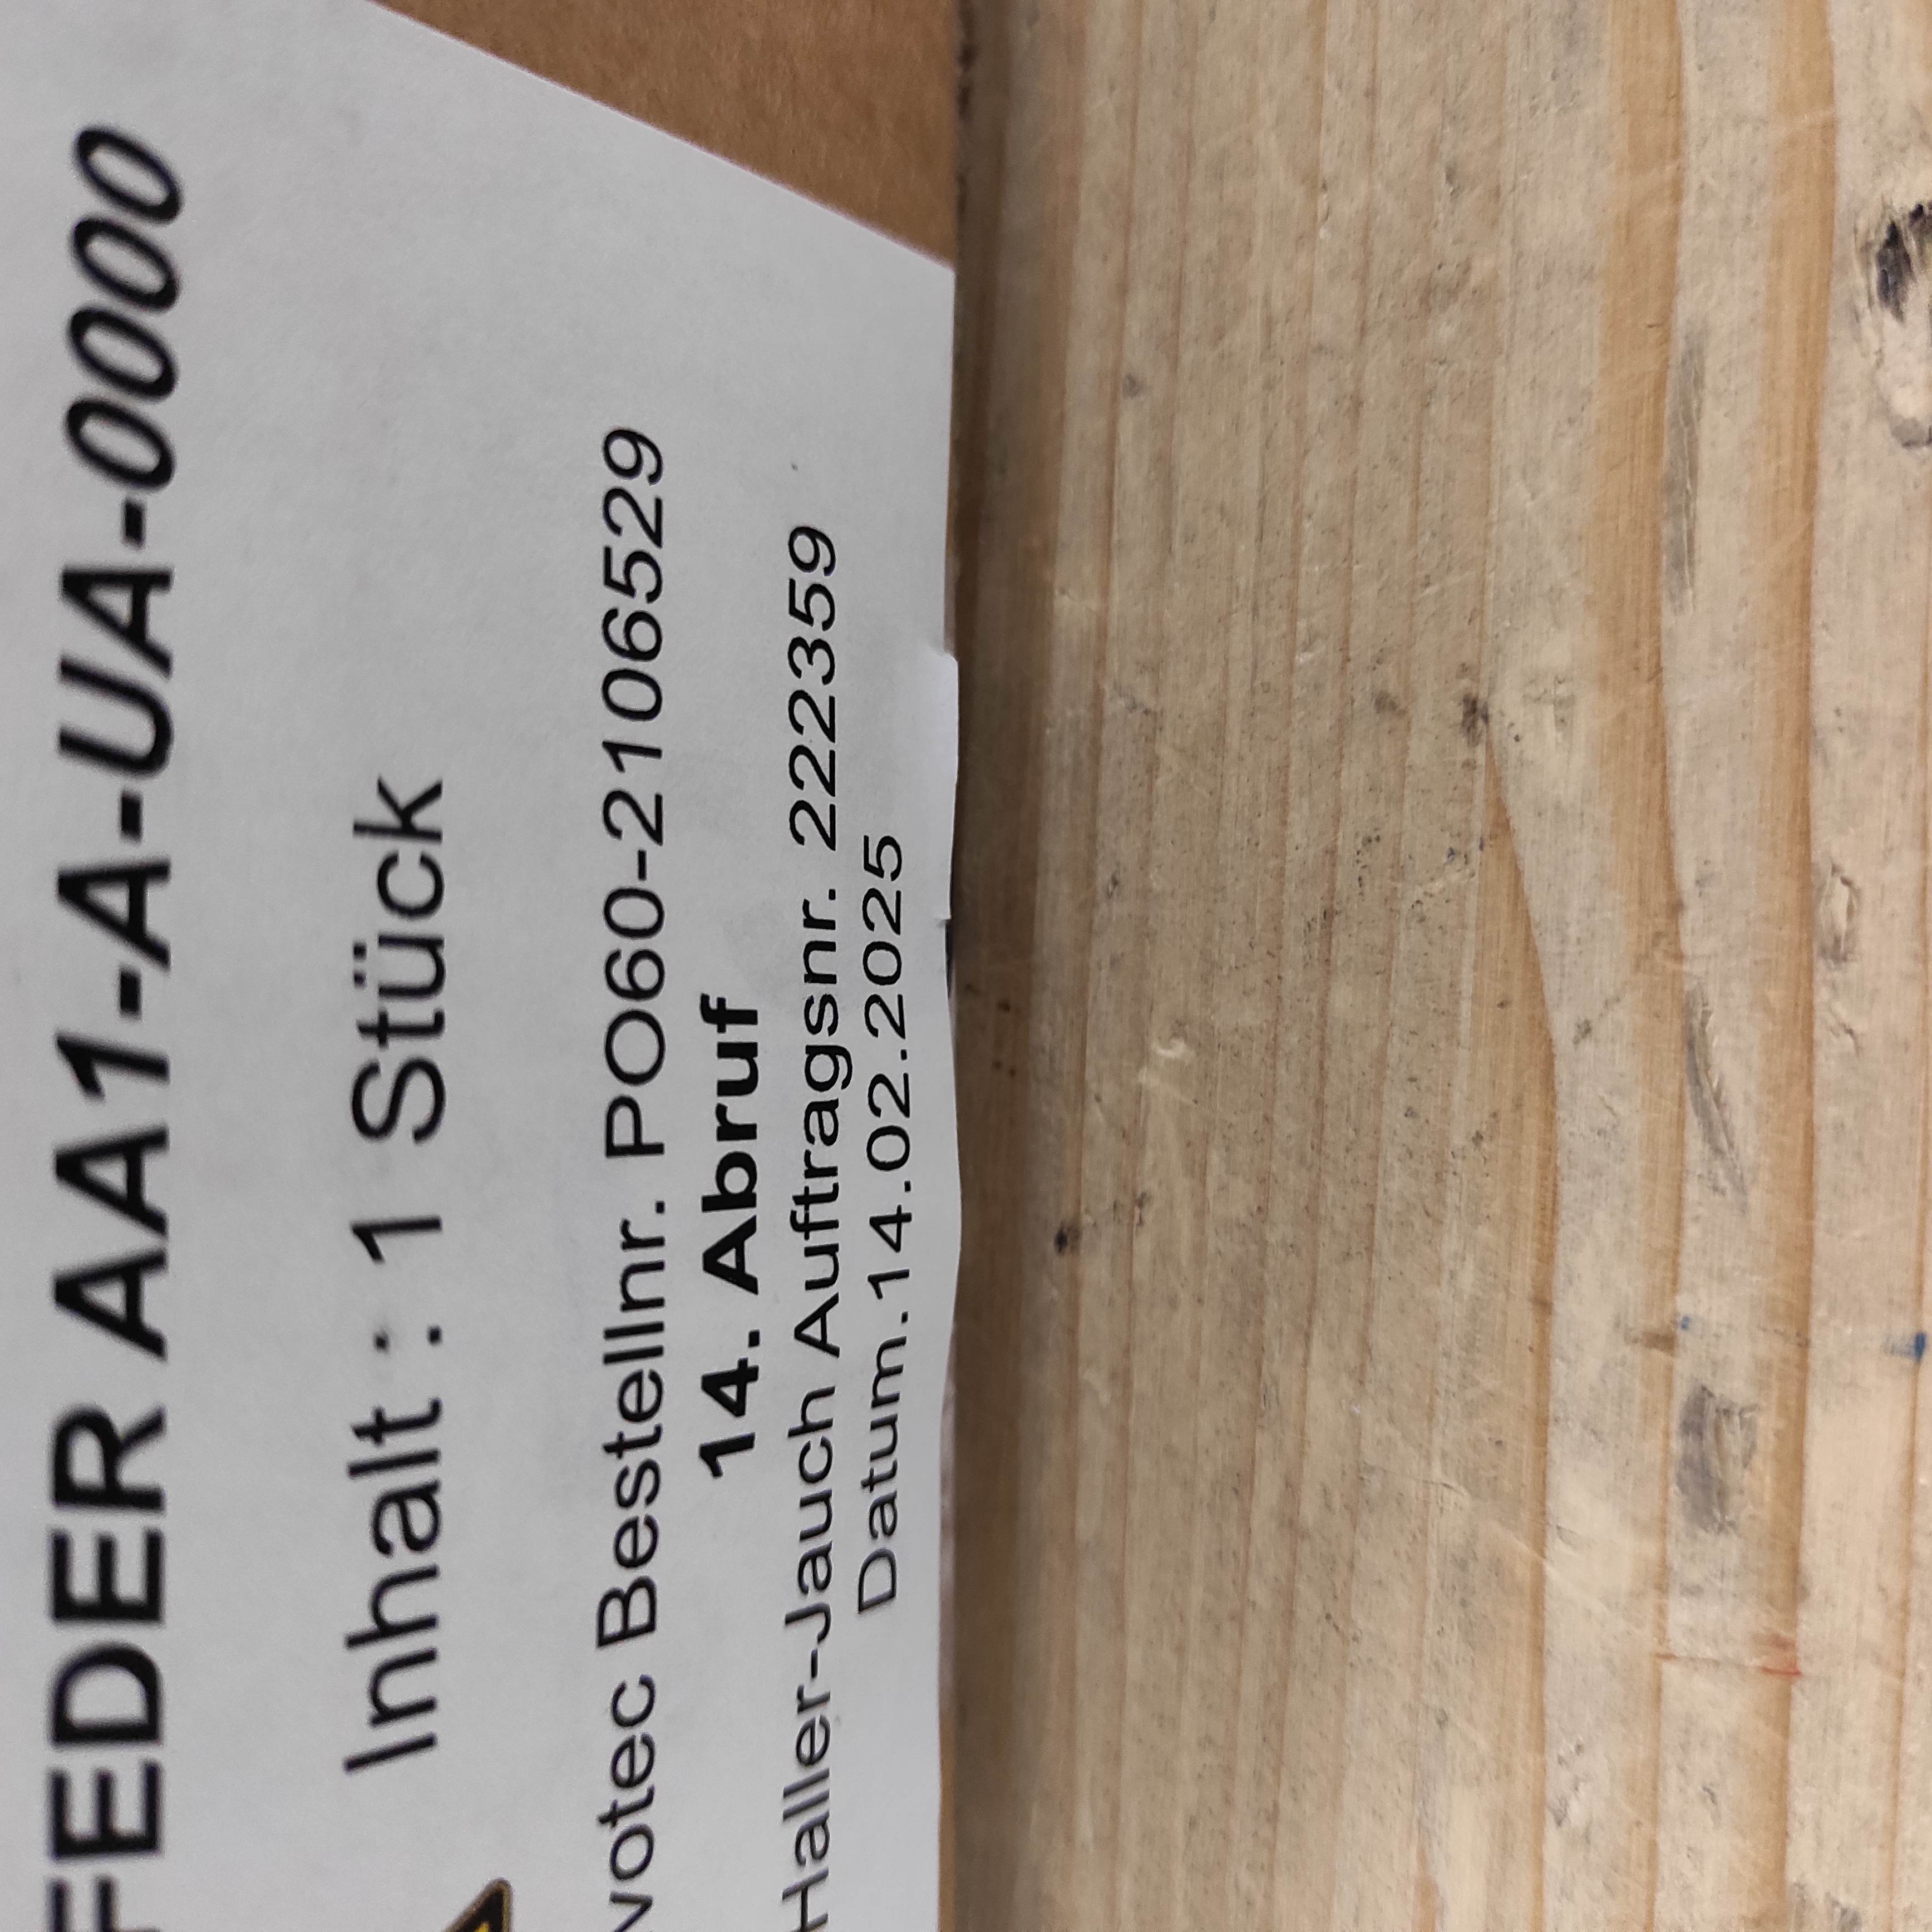 FEDER AA1-A-UA-0000
Inhalt : 1 Stück
votec Bestellnr. PO60-2106529
14. Abruf
Haller-Jauch Auftragsnr. 222359
Datum.14.02.2025